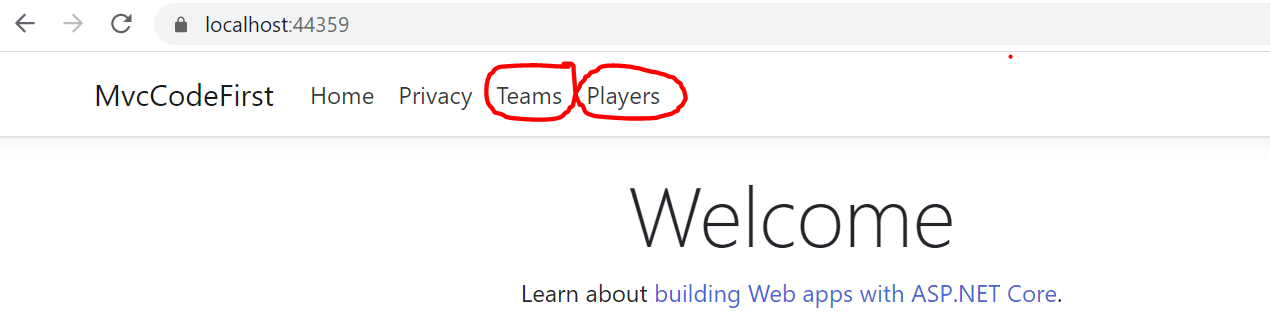 localhost:44359
MvcCodeFirst Home Privacy Teams Players
Welcome
Learn about building Web apps with ASP.NET Core.